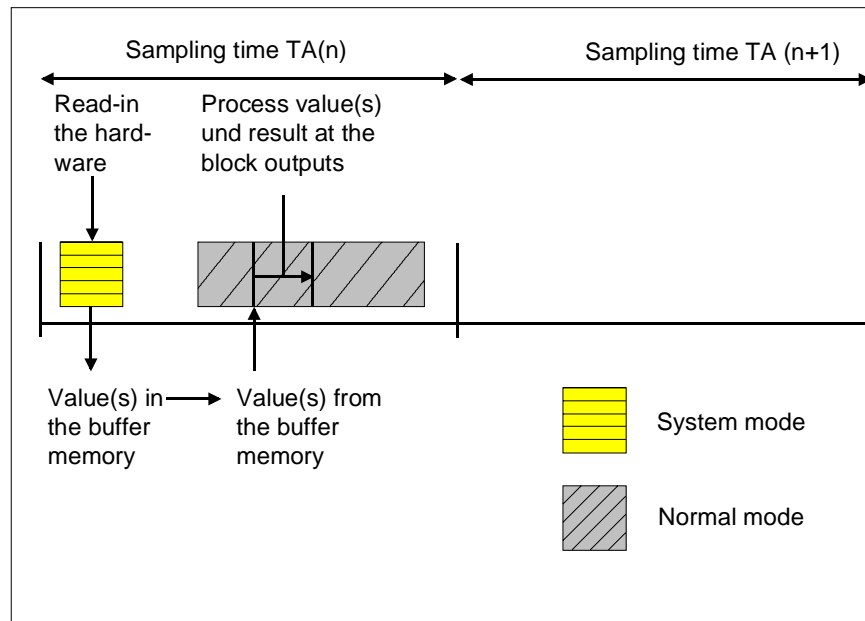 Sampling time TA(n)
Sampling time TA (n+1)
Read-in
the hard-
ware
Process value(s)
und result at the
block outputs
Value(s) in
the buffer
memory
Value(s) from
the buffer
memory
System mode
Normal mode